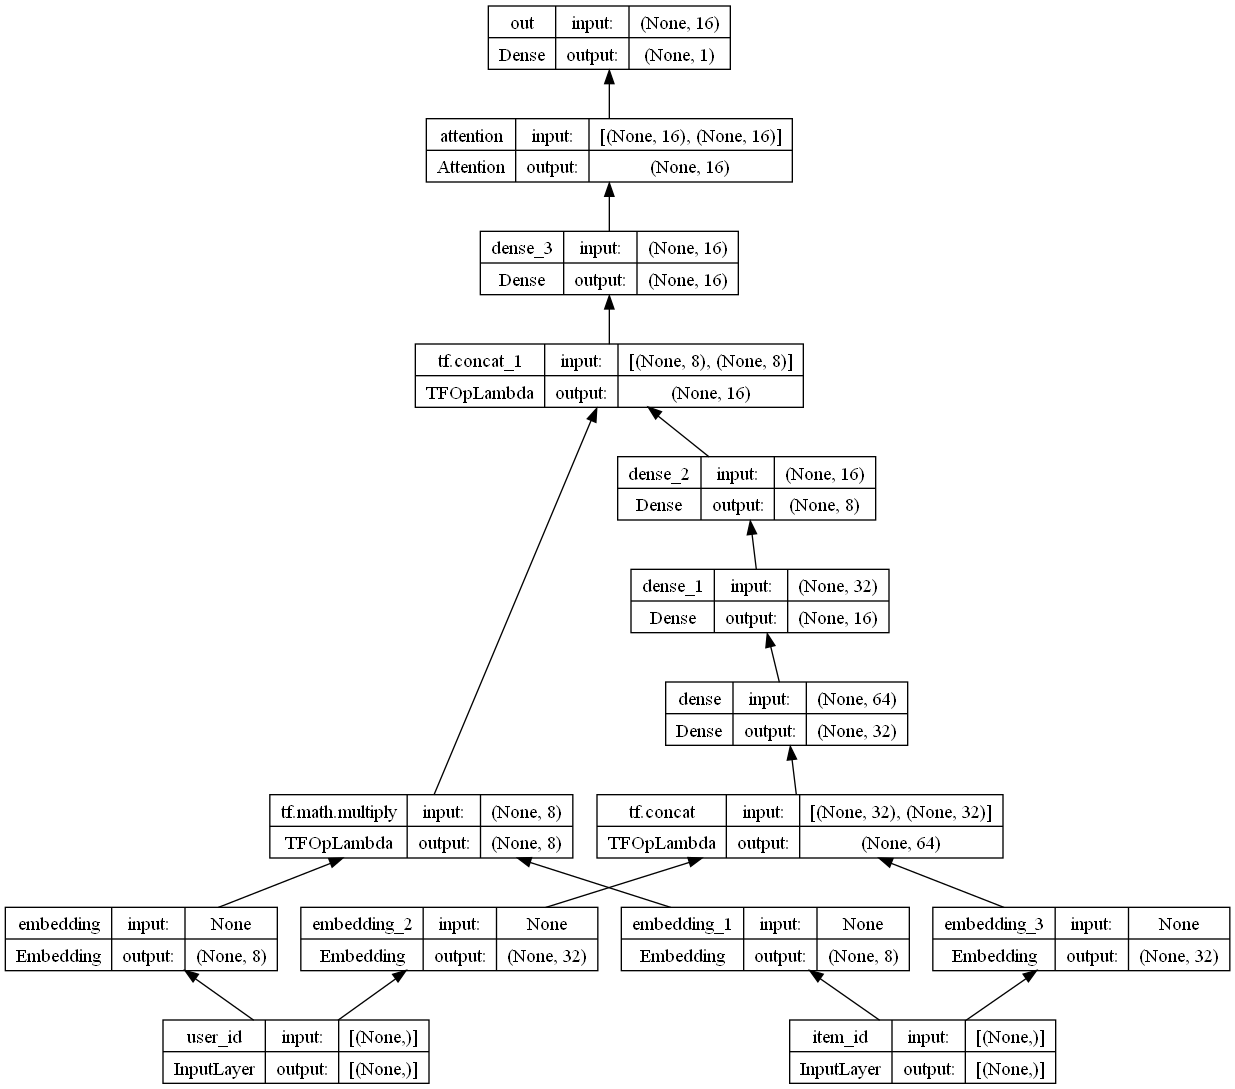 out input: (None, 16)
Dense output: (None, 1)
attention input: [(None, 16), (None, 16)]
Attention output: (None, 16)
dense_3 input: (None, 16)
Dense output: (None, 16)
tf.concat_1 input: [(None, 8), (None, 8)]
TFOpLambda output: (None, 16)
dense_2 input: (None, 16)
Dense output: (None, 8)
dense_1 input: (None, 32)
Dense output: (None, 16)
dense input: (None, 64)
Dense output: (None, 32)
tf.math.multiply input: (None, 8)
TFOpLambda output: (None, 8)
tf.concat input: [(None, 32), (None, 32)]
TFOpLambda output: (None, 64)
embedding input: None
Embedding output: (None, 8)
embedding_2 input: None
Embedding output: (None, 32)
embedding_1 input: None
Embedding output: (None, 8)
embedding_3 input: None
Embedding output: (None, 32)
user_id input: [(None,)]
InputLayer output: [(None,)]
item_id input: [(None,)]
InputLayer output: [(None,)]